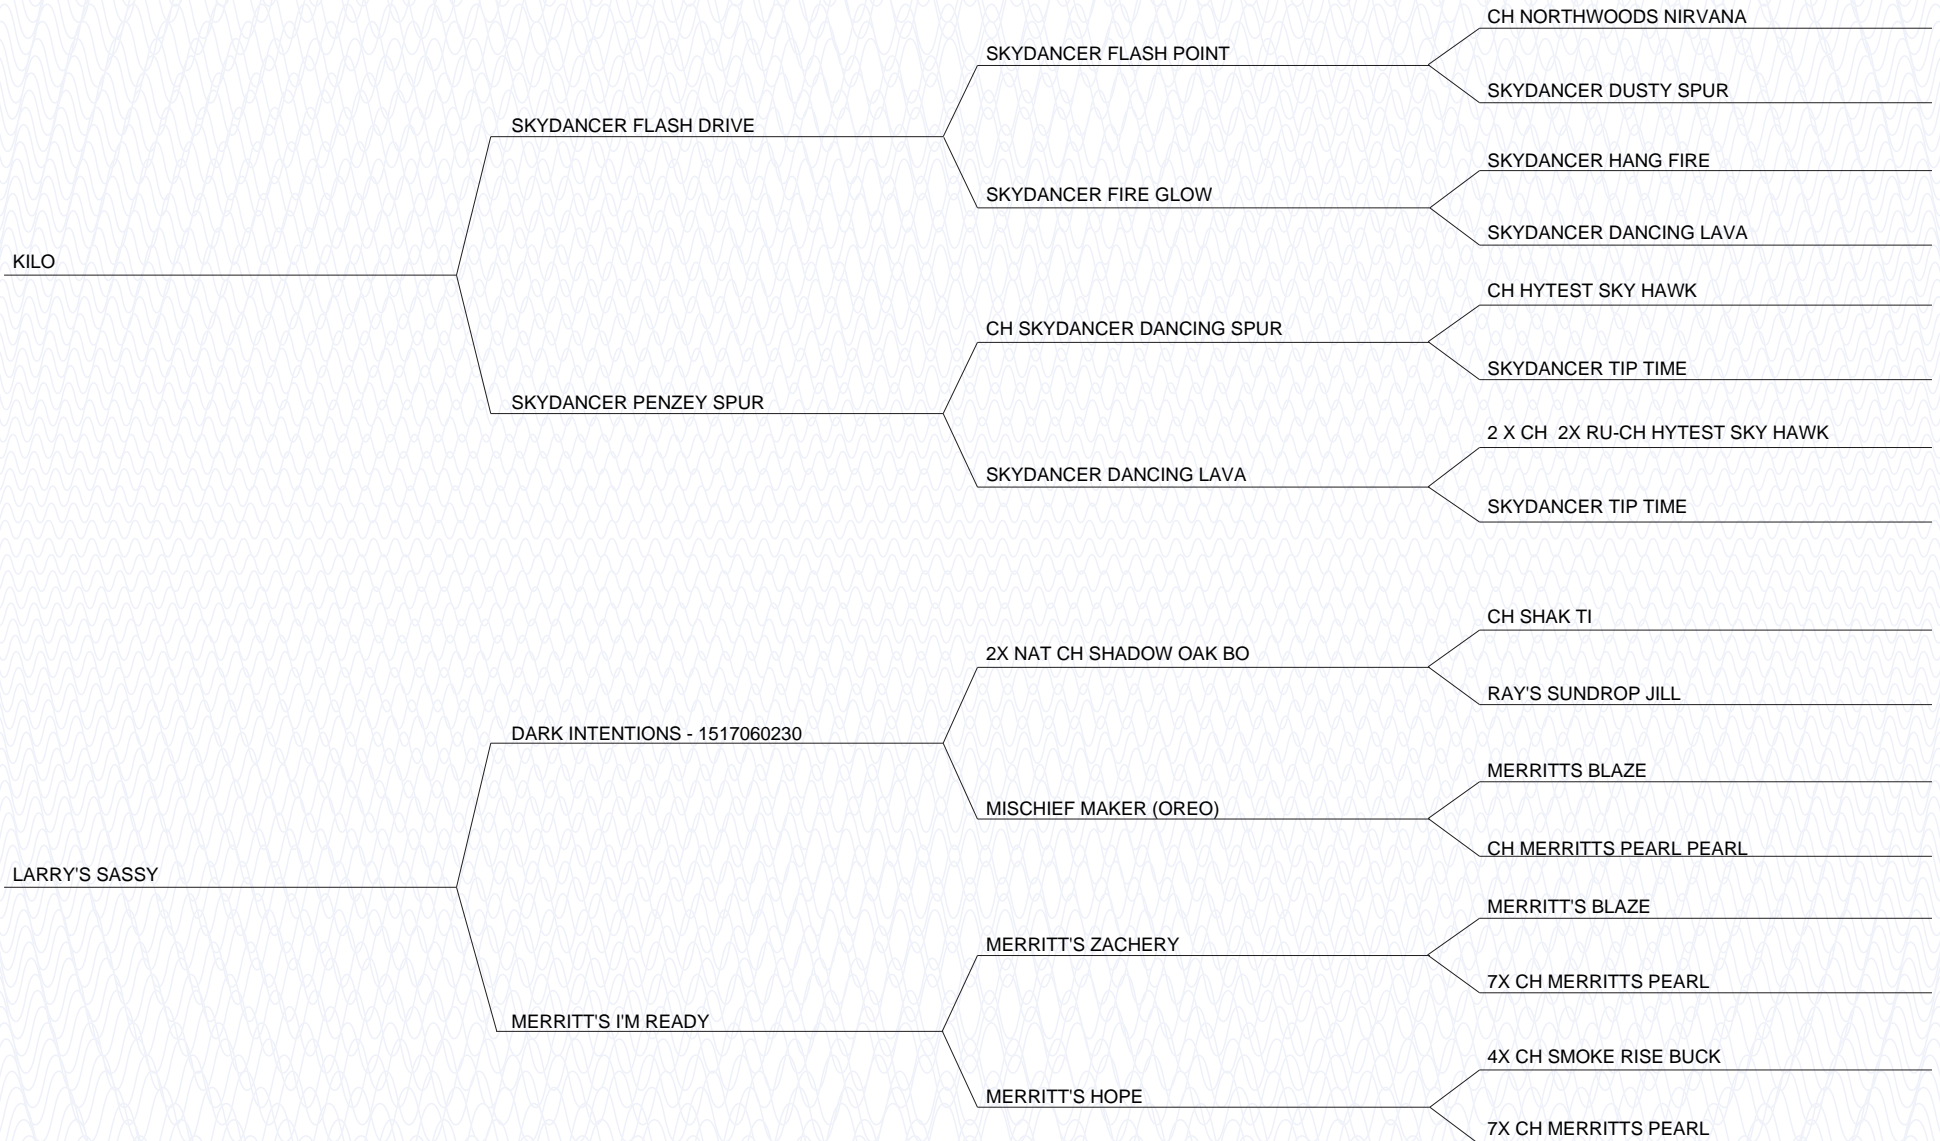 CH NORTHWOODS NIRVANA
SKYDANCER FLASH POINT
SKYDANCER DUSTY SPUR
SKYDANCER FLASH DRIVE
SKYDANCER HANG FIRE
SKYDANCER FIRE GLOW
SKYDANCER DANCING LAVA
KILO
CH HYTEST SKY HAWK
CH SKYDANCER DANCING SPUR
SKYDANCER TIP TIME
SKYDANCER PENZEY SPUR
2 X CH  2X RU-CH HYTEST SKY HAWK
SKYDANCER DANCING LAVA
SKYDANCER TIP TIME
CH SHAK TI
2X NAT CH SHADOW OAK BO
RAY'S SUNDROP JILL
DARK INTENTIONS - 1517060230
MERRITTS BLAZE
MISCHIEF MAKER (OREO)
CH MERRITTS PEARL PEARL
LARRY'S SASSY
MERRITT'S BLAZE
MERRITT'S ZACHERY
7X CH MERRITTS PEARL
MERRITT'S I'M READY
4X CH SMOKE RISE BUCK
MERRITT'S HOPE
7X CH MERRITTS PEARL